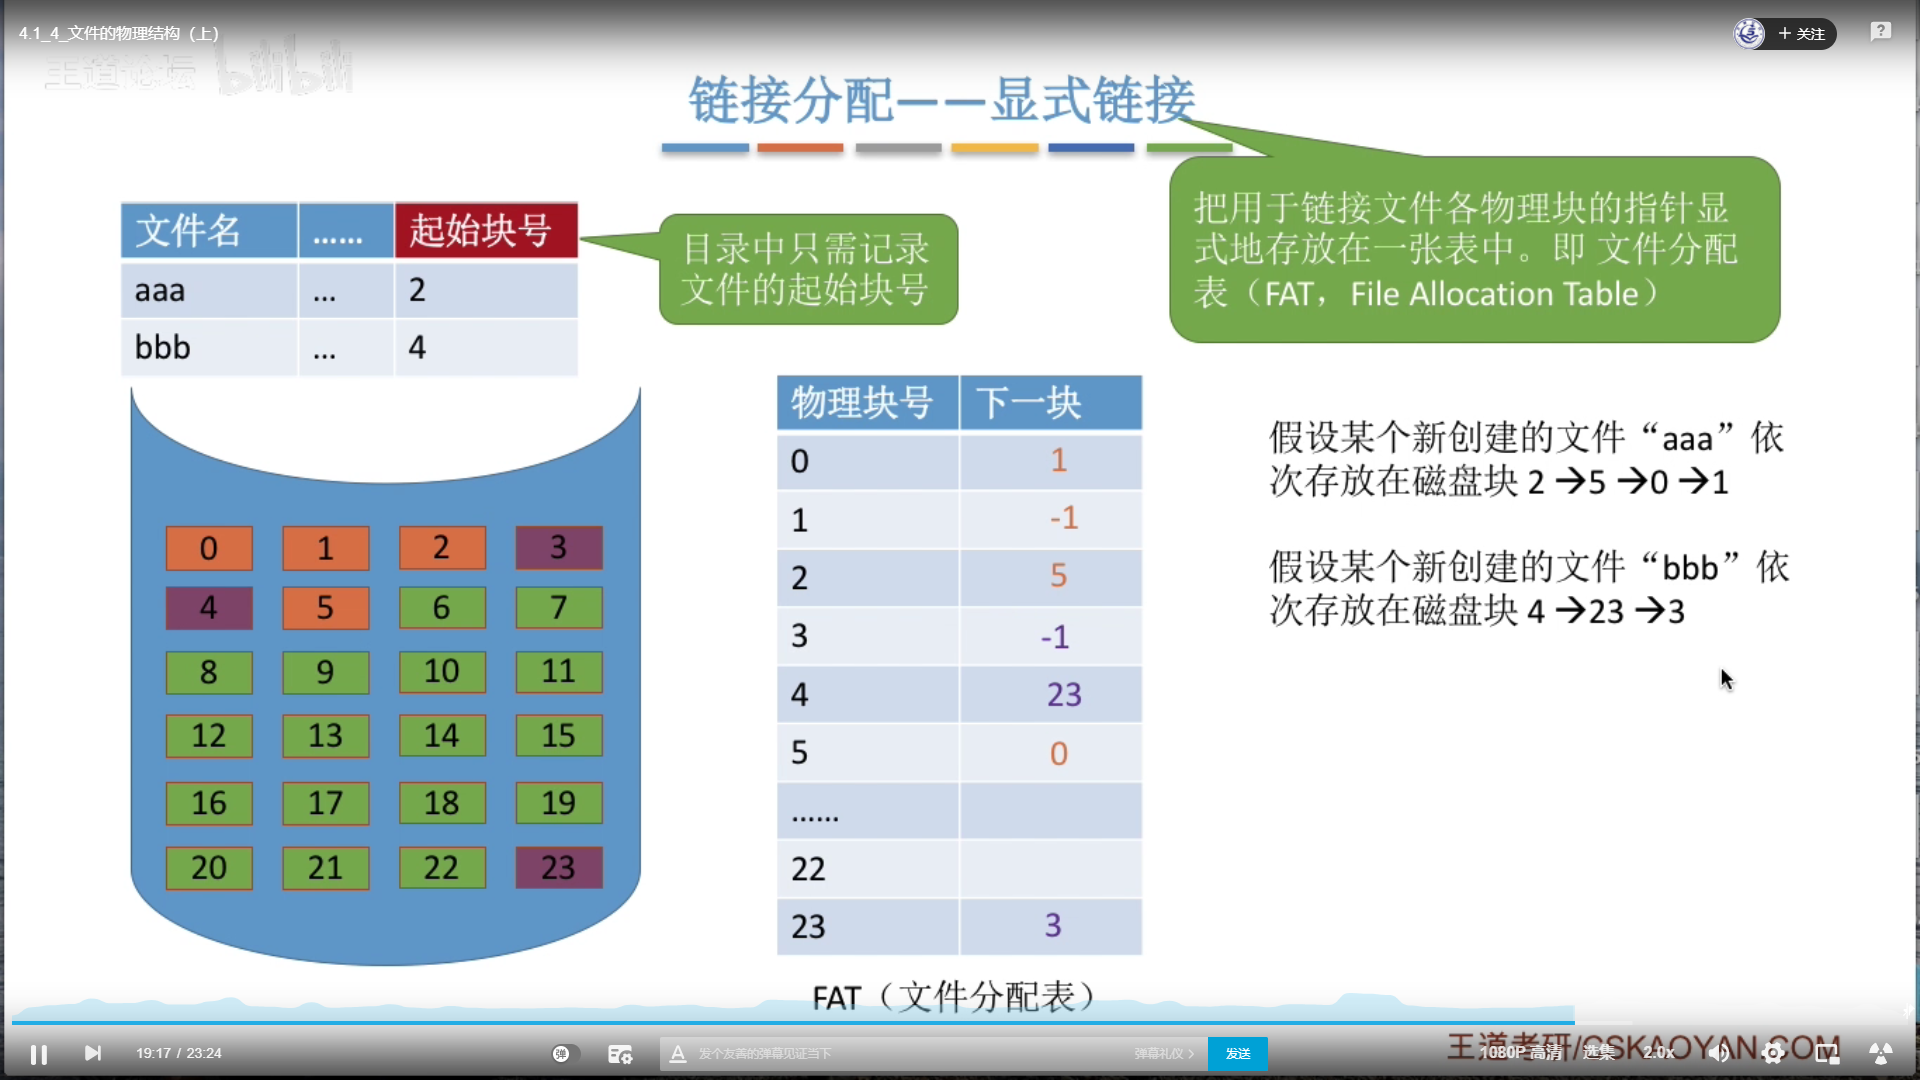 4.1_4_文件的物理结构（上）
＋ 关注
王道论坛 bilibili
链接分配——显式链接
把用于链接文件各物理块的指针显
式地存放在一张表中。即 文件分配
表（FAT，File Allocation Table）
文件名 …… 起始块号
aaa ... 2
bbb ... 4
目录中只需记录
文件的起始块号
0 1 2 3
4 5 6 7
8 9 10 11
12 13 14 15
16 17 18 19
20 21 22 23
物理块号 下一块
0 1
1 -1
2 5
3 -1
4 23
5 0
……
22
23 3
FAT（文件分配表）
假设某个新创建的文件“aaa”依
次存放在磁盘块 2→5→0→1
假设某个新创建的文件“bbb”依
次存放在磁盘块 4→23→3
19:17 / 23:24
弹
A 发个友善的弹幕见证当下
弹幕礼仪 >
发送
王道考研/CSKAOYAN.COM
1080P 高清
选集
2.0x